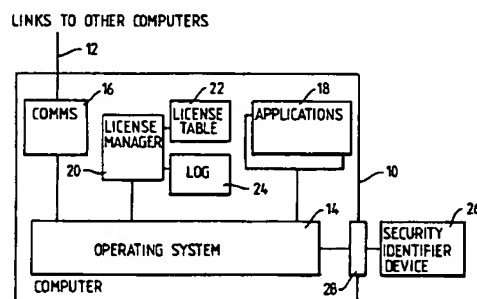 LINKS TO OTHER COMPUTERS
12
16
22
18
COMMS
LICENSE
MANAGER
LICENSE
TABLE
APPLICATIONS
20
LOG
24
10
14
26
OPERATING SYSTEM
SECURITY
IDENTIFIER
DEVICE
COMPUTER
28